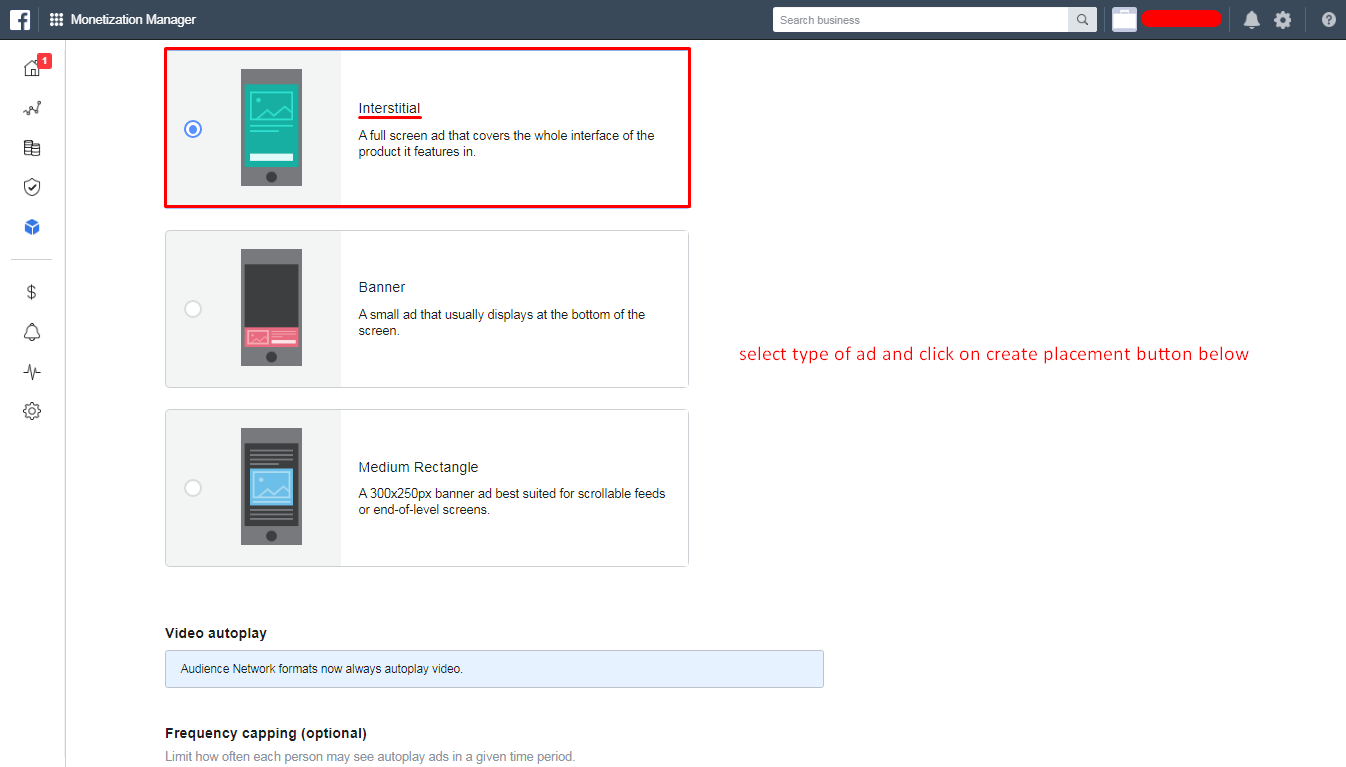 Monetization Manager
Search business
1
Interstitial
A full screen ad that covers the whole interface of the
product it features in.
Banner
A small ad that usually displays at the bottom of the
screen.
select type of ad and click on create placement button below
Medium Rectangle
A 300x250px banner ad best suited for scrollable feeds
or end-of-level screens.
Video autoplay
Audience Network formats now always autoplay video.
Frequency capping (optional)
Limit how often each person may see autoplay ads in a given time period.